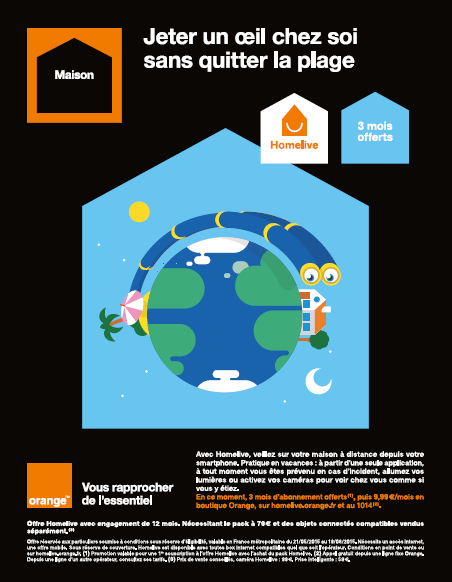 Jeter un œil chez soi
sans quitter la plage
Maison
Homelive
3 mois
offerts
Avec Homelive, veillez sur votre maison à distance depuis votre
smartphone. Pratique en vacances : à partir d'une seule application,
à tout moment vous êtes prévenu en cas d'incident, allumez vos
lumières ou activez vos caméras pour voir chez vous comme si
vous y étiez.
En ce moment, 3 mois d'abonnement offerts(1), puis 9,99€/mois en
boutique Orange, sur homelive.orange.fr et au 1014(2).
orange™
Vous rapprocher
de l'essentiel
Offre Homelive avec engagement de 12 mois. Nécessitant le pack à 79€ et des objets connectés compatibles vendus
séparément.(3)
Offre réservée aux particuliers soumise à conditions sous réserve d'éligibilité, valable en France métropolitaine du 21/05/2015 au 19/08/2015. Nécessite un accès internet,
une offre mobile. Sous réserve de couverture. Homelive est disponible avec toutes box internet compatibles quel que soit l'opérateur. Conditions en point de vente ou
sur homelive.orange.fr. (1) Promotion valable pour la 1re souscription à l'offre Homelive avec l'achat du pack Homelive. (2) Appel gratuit depuis une ligne fixe Orange.
Depuis une ligne d'un autre opérateur, consultez ses tarifs. (3) Prix de vente conseillés, caméra Homelive : 99€, Prise Intelligente : 59€.